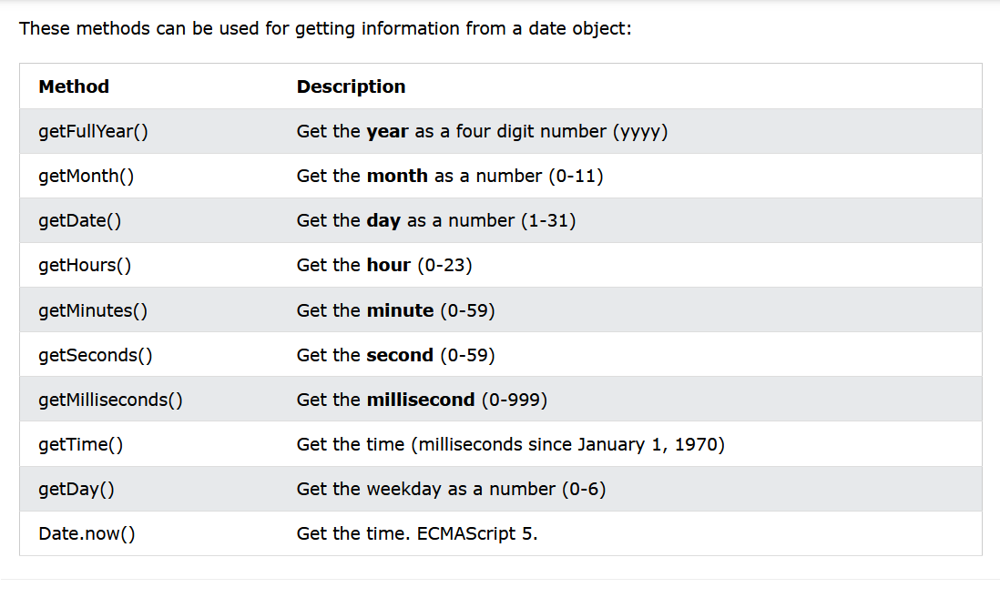 These methods can be used for getting information from a date object:
Method Description
getFullYear() Get the year as a four digit number (yyyy)
getMonth() Get the month as a number (0-11)
getDate() Get the day as a number (1-31)
getHours() Get the hour (0-23)
getMinutes() Get the minute (0-59)
getSeconds() Get the second (0-59)
getMilliseconds() Get the millisecond (0-999)
getTime() Get the time (milliseconds since January 1, 1970)
getDay() Get the weekday as a number (0-6)
Date.now() Get the time. ECMAScript 5.